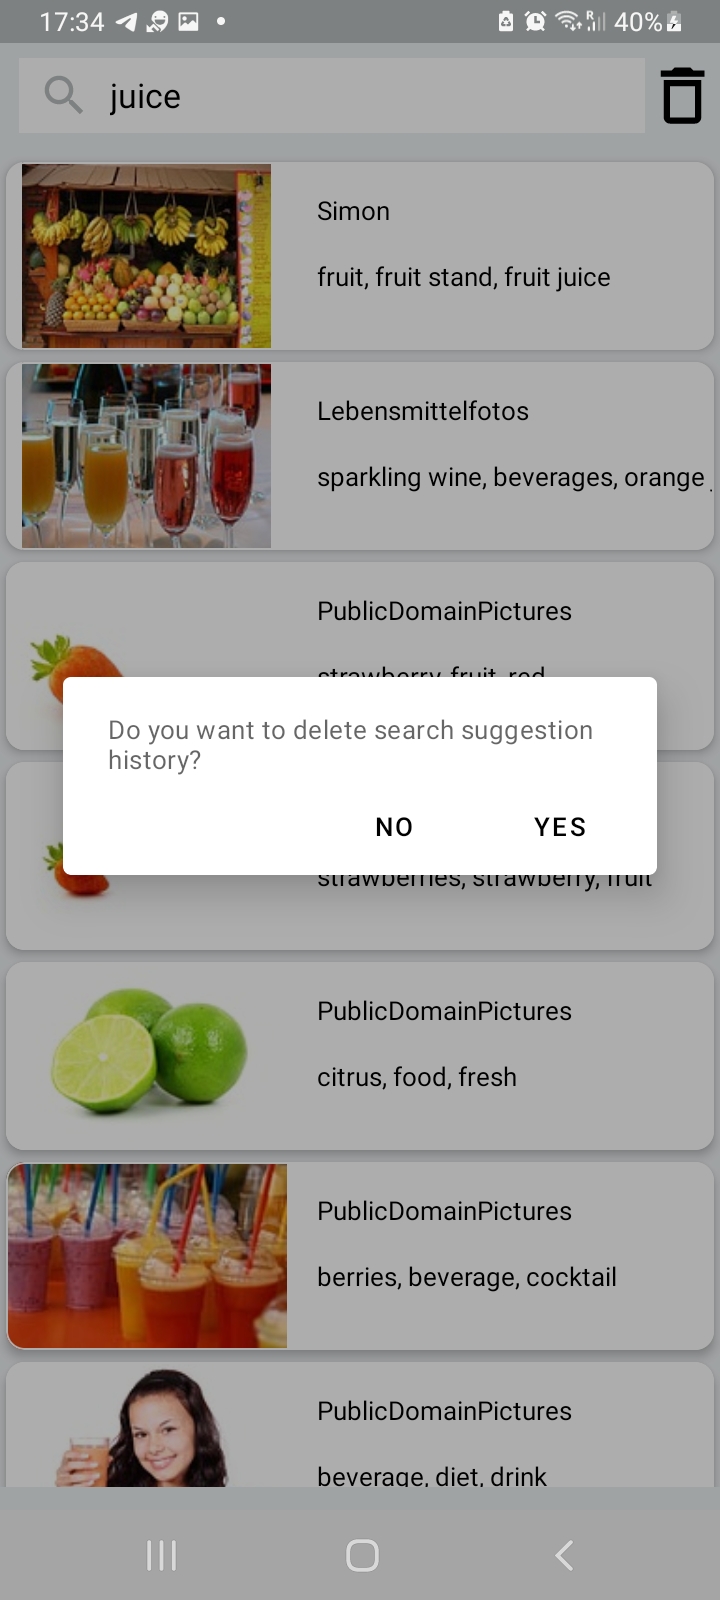 17:34
40%
juice
Simon
fruit, fruit stand, fruit juice
Lebensmittelfotos
sparkling wine, beverages, orange
PublicDomainPictures
strawberry, fruit, red
Do you want to delete search suggestion
history?
NO YES
strawberries, strawberry, fruit
PublicDomainPictures
citrus, food, fresh
PublicDomainPictures
berries, beverage, cocktail
PublicDomainPictures
beverage, diet, drink